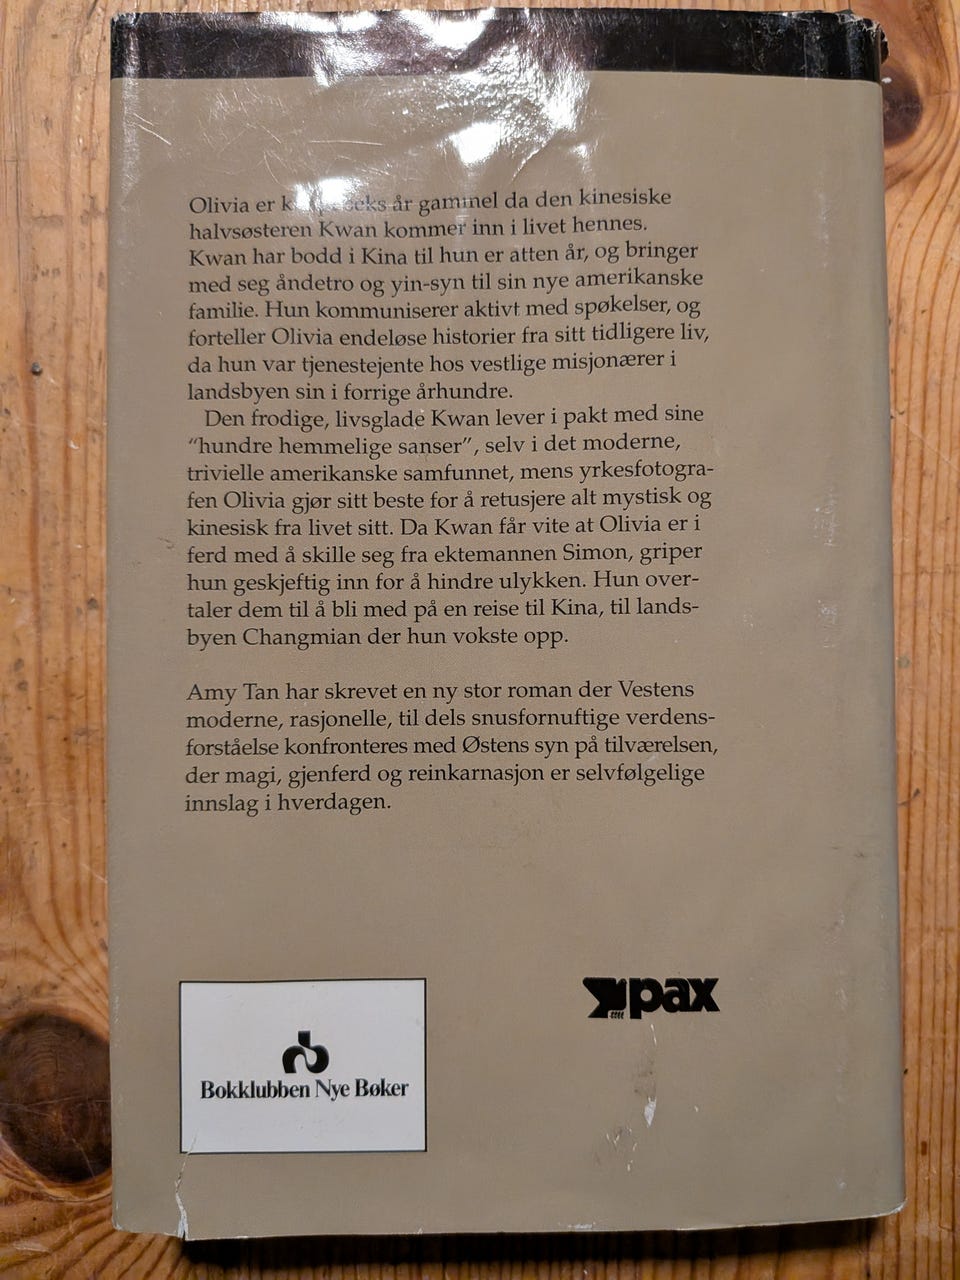 Olivia er seks år gammel da den kinesiske
halvsøsteren Kwan kommer inn i livet hennes.
Kwan har bodd i Kina til hun er atten år, og bringer
med seg åndetro og yin-syn til sin nye amerikanske
familie. Hun kommuniserer aktivt med spøkelser, og
forteller Olivia endeløse historier fra sitt tidligere liv,
da hun var tjenestejente hos vestlige misjonærer i
landsbyen sin i forrige århundre.
Den frodige, livsglade Kwan lever i pakt med sine
"hundre hemmelige sanser", selv i det moderne,
trivielle amerikanske samfunnet, mens yrkesfotogra-
fen Olivia gjør sitt beste for å retusjere alt mystisk og
kinesisk fra livet sitt. Da Kwan får vite at Olivia er i
ferd med å skille seg fra ektemannen Simon, griper
hun geskjeftig inn for å hindre ulykken. Hun over-
taler dem til å bli med på en reise til Kina, til lands-
byen Changmian der hun vokste opp.
Amy Tan har skrevet en ny stor roman der Vestens
moderne, rasjonelle, til dels snusfornuftige verdens-
forståelse konfronteres med Østens syn på tilværelsen,
der magi, gjenferd og reinkarnasjon er selvfølgelige
innslag i hverdagen.
pax
Bokklubben Nye Bøker